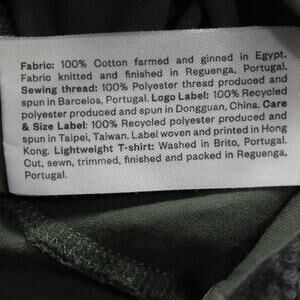 Fabric: 100% Cotton farmed and ginned in Egypt.
Fabric knitted and finished in Reguenga, Portugal.
Sewing thread: 100% Polyester thread produced and
spun in Barcelos, Portugal. Logo Label: 100% Recycled
polyester produced and spun in Dongguan, China. Care
& Size Label: 100% Recycled polyester produced and
spun in Taipei, Taiwan. Label woven and printed in Hong
Kong. Lightweight T-shirt: Washed in Brito, Portugal.
Cut, sewn, trimmed, finished and packed in Reguenga,
Portugal.